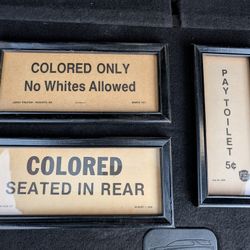 COLORED ONLY
No Whites Allowed
COLORED
SEATED IN REAR
PAY TOILET
5¢